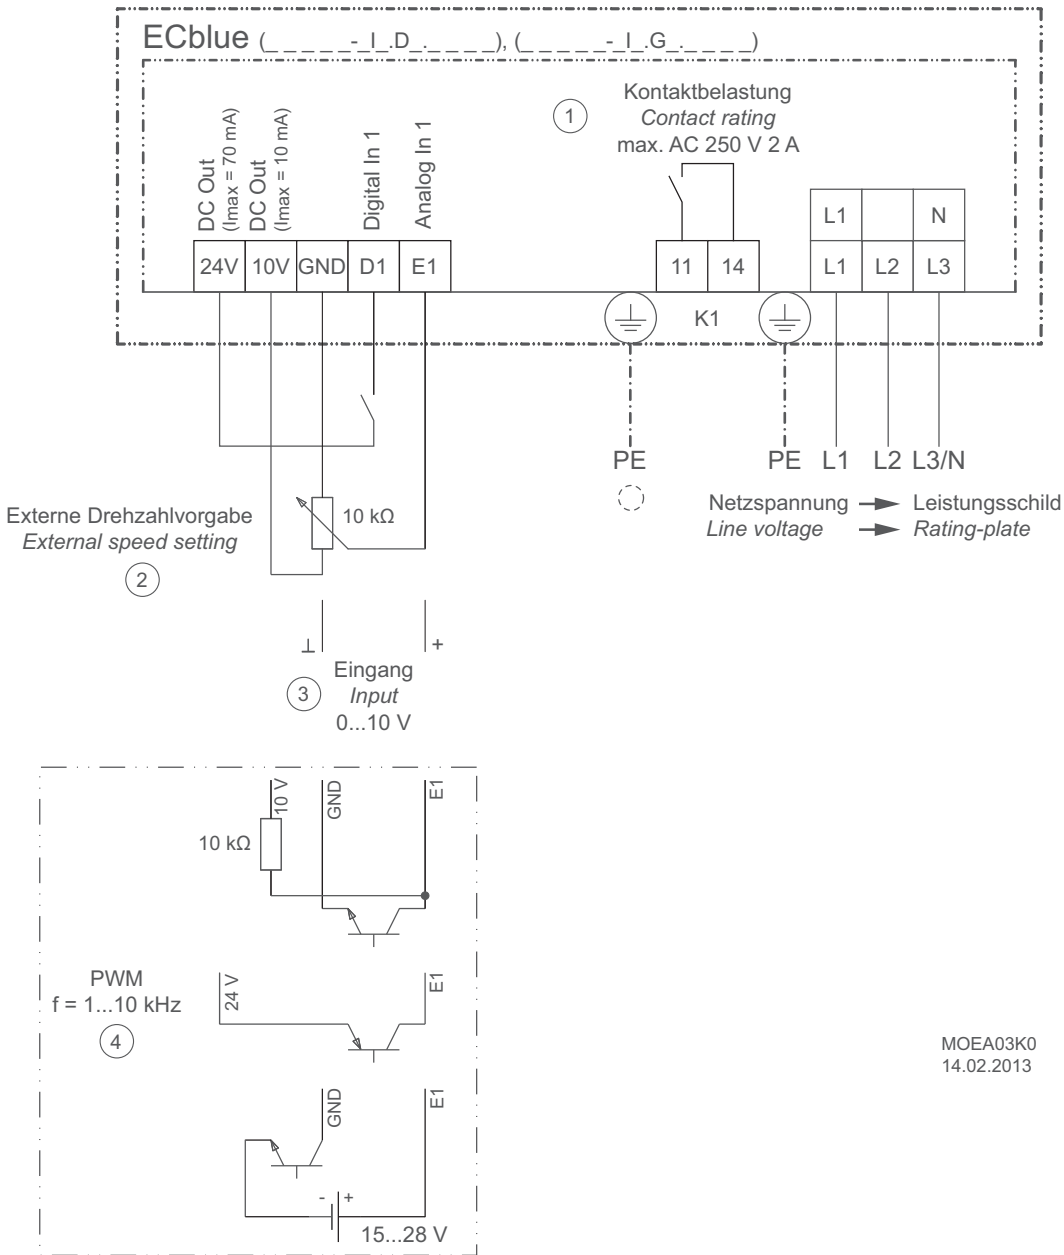 ECblue (_ _ _ _ _-_I_.D_._ _ _ _), (_ _ _ _ _-_I_.G_._ _ _ _)
1
Kontaktbelastung
Contact rating
max. AC 250 V 2 A
DC Out
(Imax = 70 mA)
DC Out
(Imax = 10 mA)
Digital In 1
Analog In 1
L1 N
24V 10V GND D1 E1 11 14 L1 L2 L3
K1
PE PE L1 L2 L3/N
Netzspannung Leistungsschild
Line voltage Rating-plate
Externe Drehzahlvorgabe
External speed setting
2
10 kΩ
⊥ +
3
Eingang
Input
0...10 V
10 V GND E1
10 kΩ
PWM
f = 1...10 kHz
4
24 V E1
GND E1
- +
15...28 V
MOEA03K0
14.02.2013